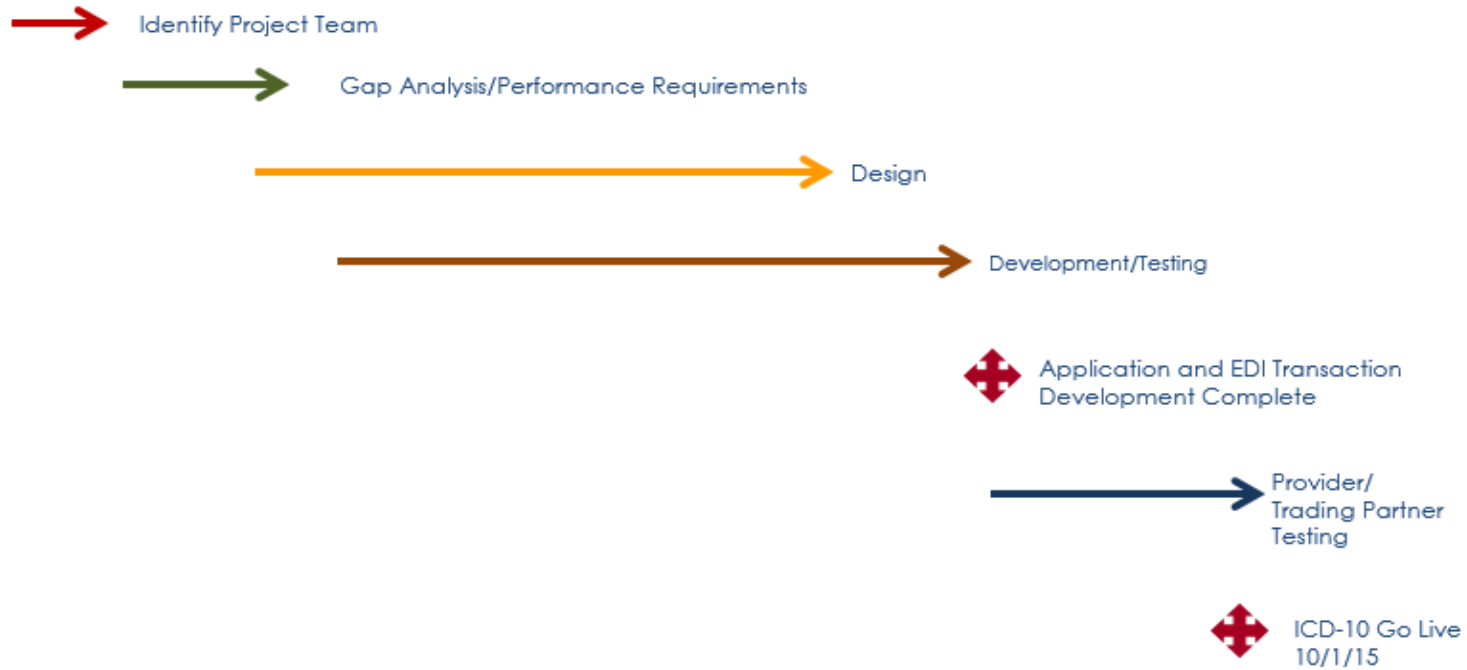 Identify Project Team
Gap Analysis/Performance Requirements
Design
Development/Testing
Application and EDI Transaction
Development Complete
Provider/
Trading Partner
Testing
ICD-10 Go Live
10/1/15